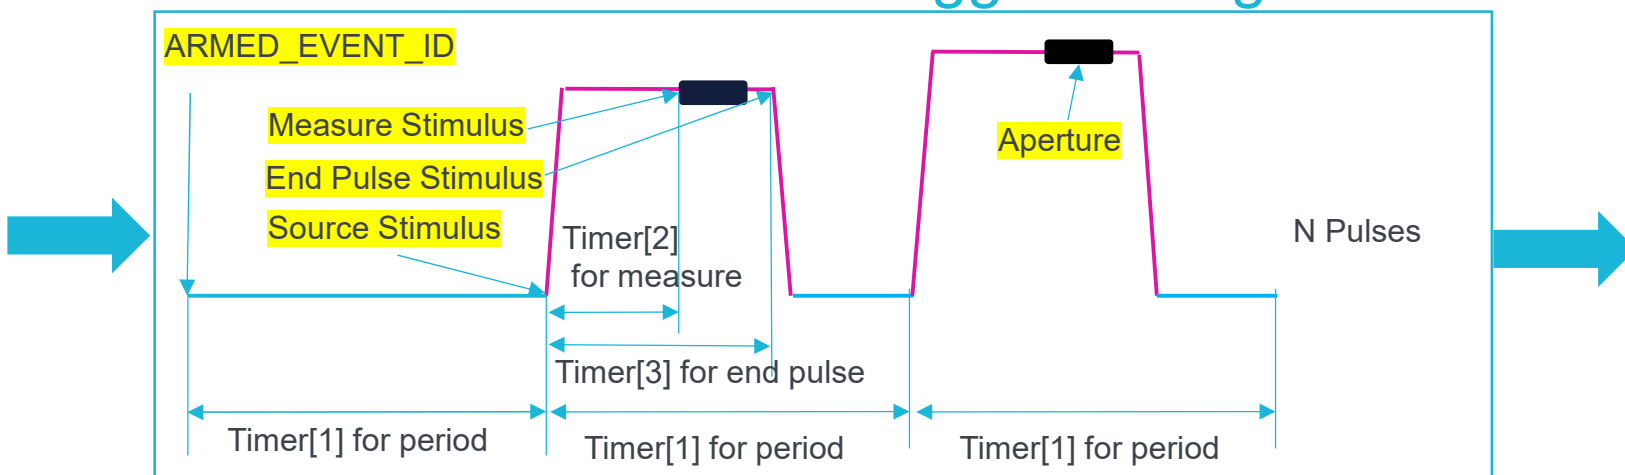 ARMED_EVENT_ID
Measure Stimulus
End Pulse Stimulus
Source Stimulus
Timer[2]
for measure
Timer[3] for end pulse
Aperture
N Pulses
Timer[1] for period
Timer[1] for period
Timer[1] for period